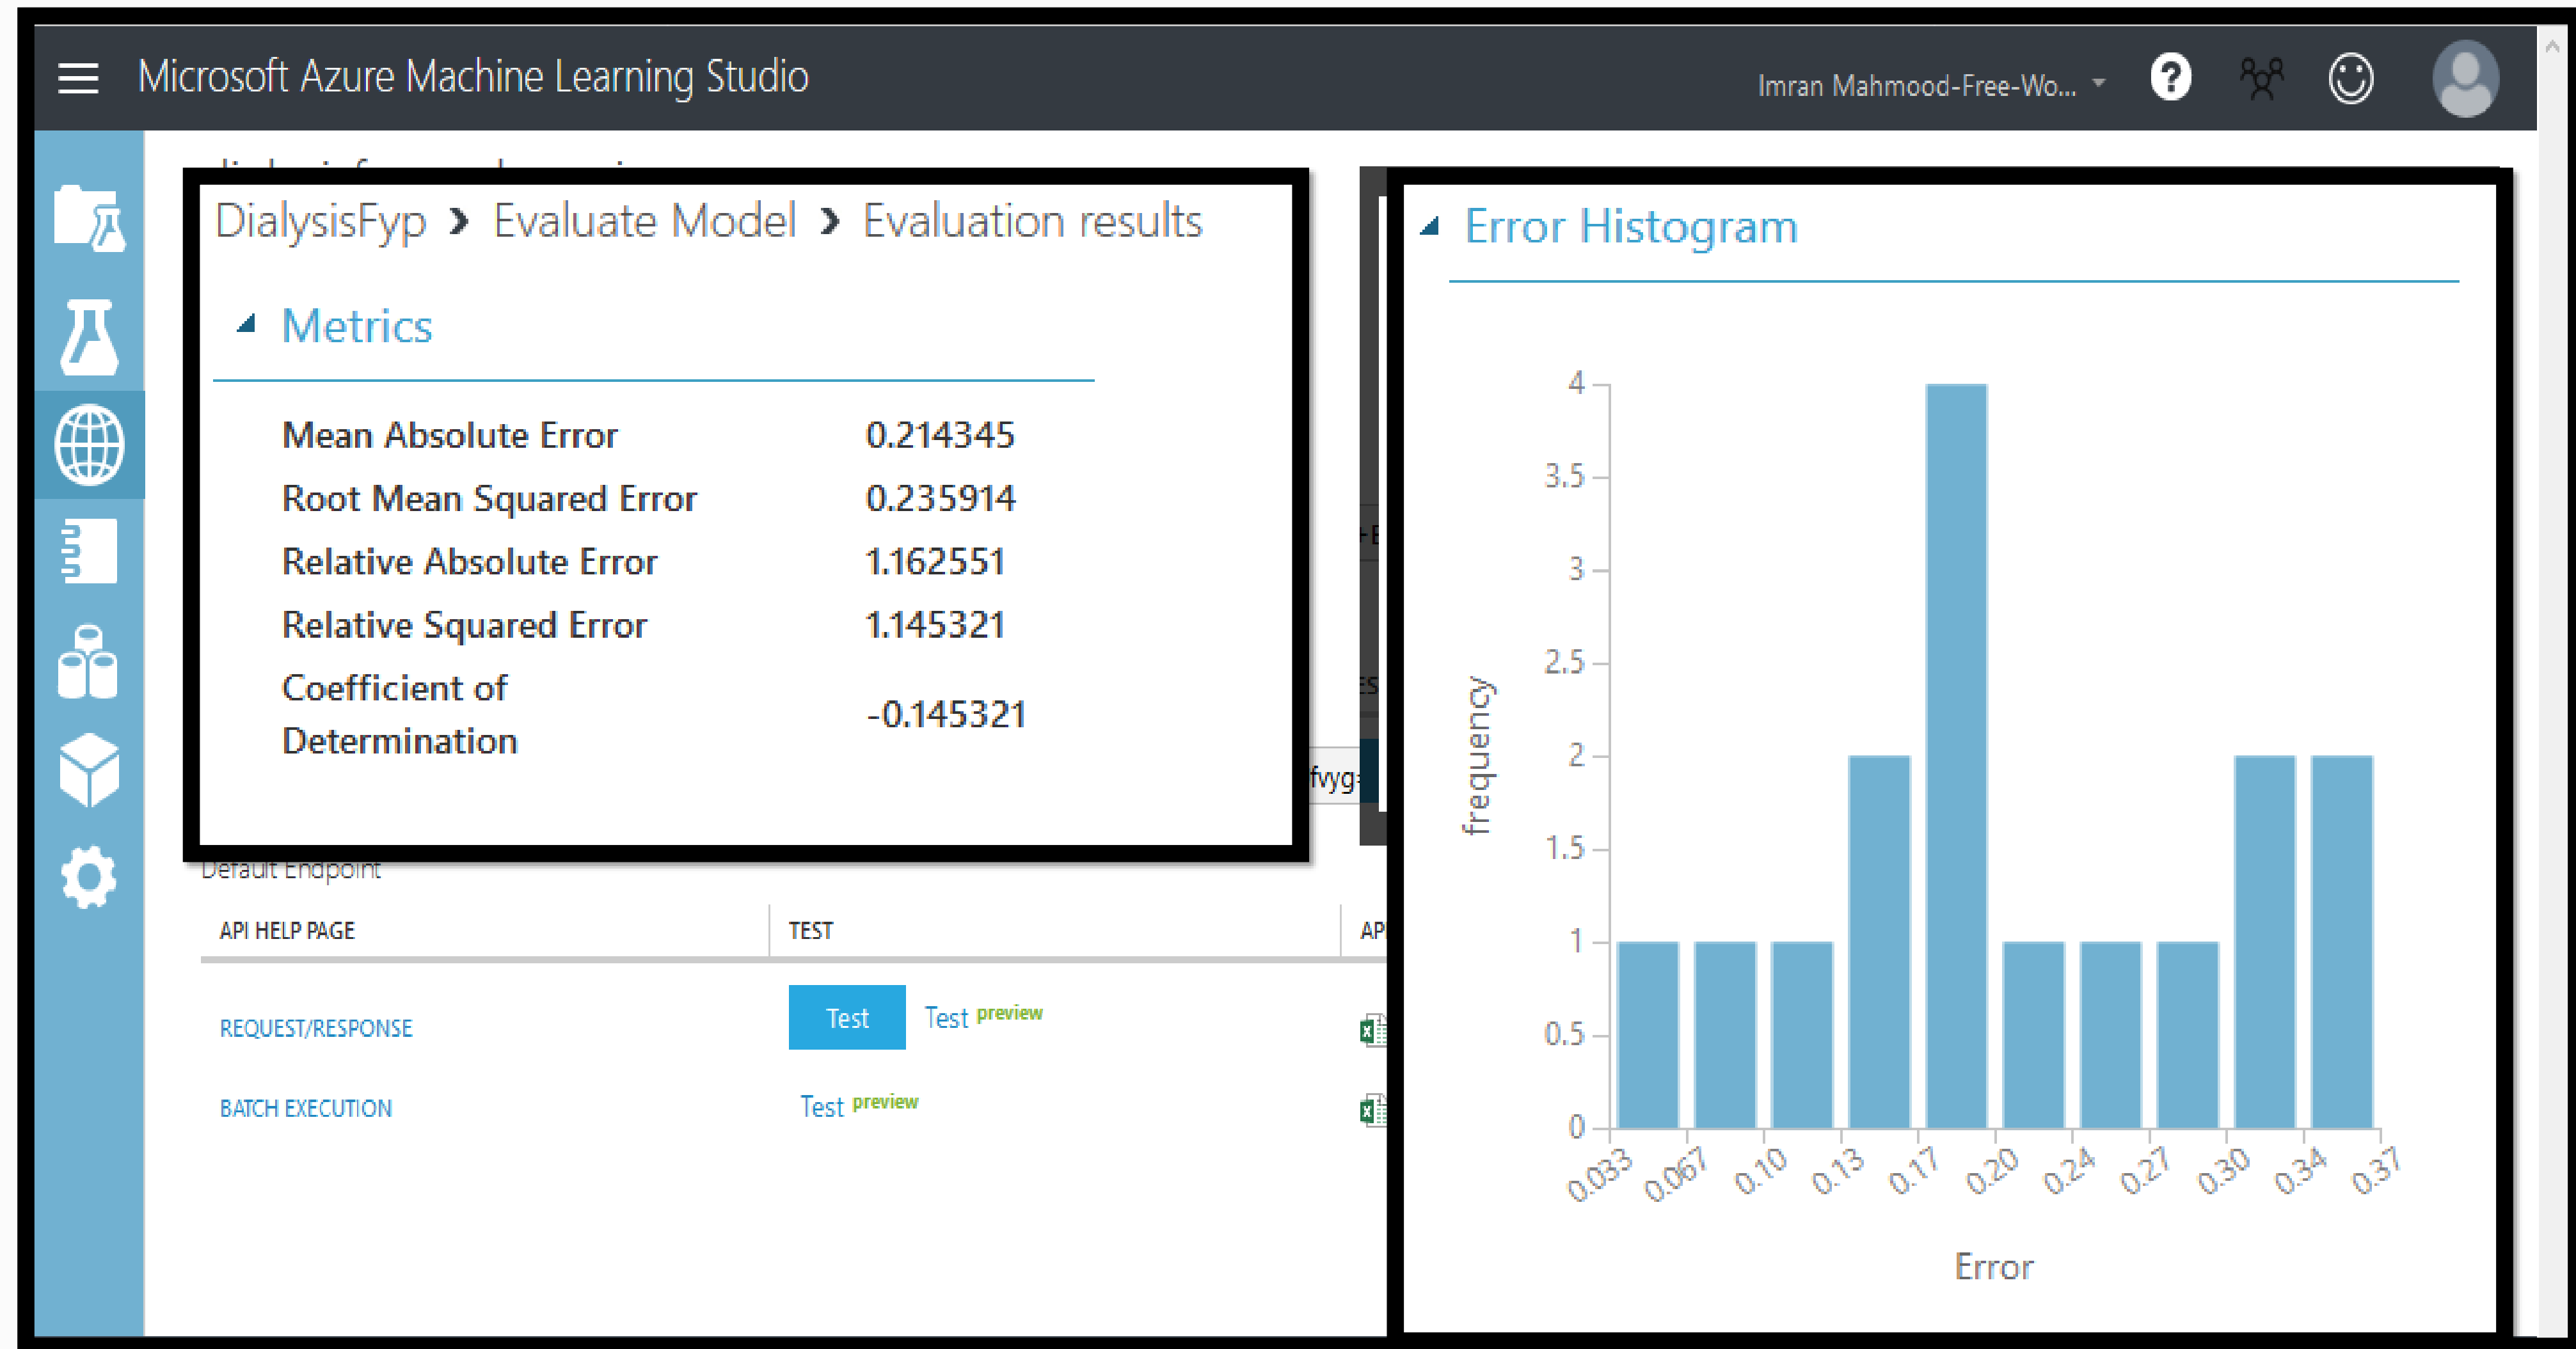 Microsoft Azure Machine Learning Studio
Imran Mahmood-Free-Wo...
DialysisFyp > Evaluate Model > Evaluation results
Metrics
Mean Absolute Error 0.214345
Root Mean Squared Error 0.235914
Relative Absolute Error 1.162551
Relative Squared Error 1.145321
Coefficient of
Determination -0.145321
fvyg
Default Endpoint
API HELP PAGE TEST AP
REQUEST/RESPONSE Test Test preview
BATCH EXECUTION Test preview
Error Histogram
4
3.5
3
2.5
2
1.5
1
0.5
0
frequency
0.033 0.067 0.10 0.13 0.17 0.20 0.24 0.27 0.30 0.34 0.37
Error